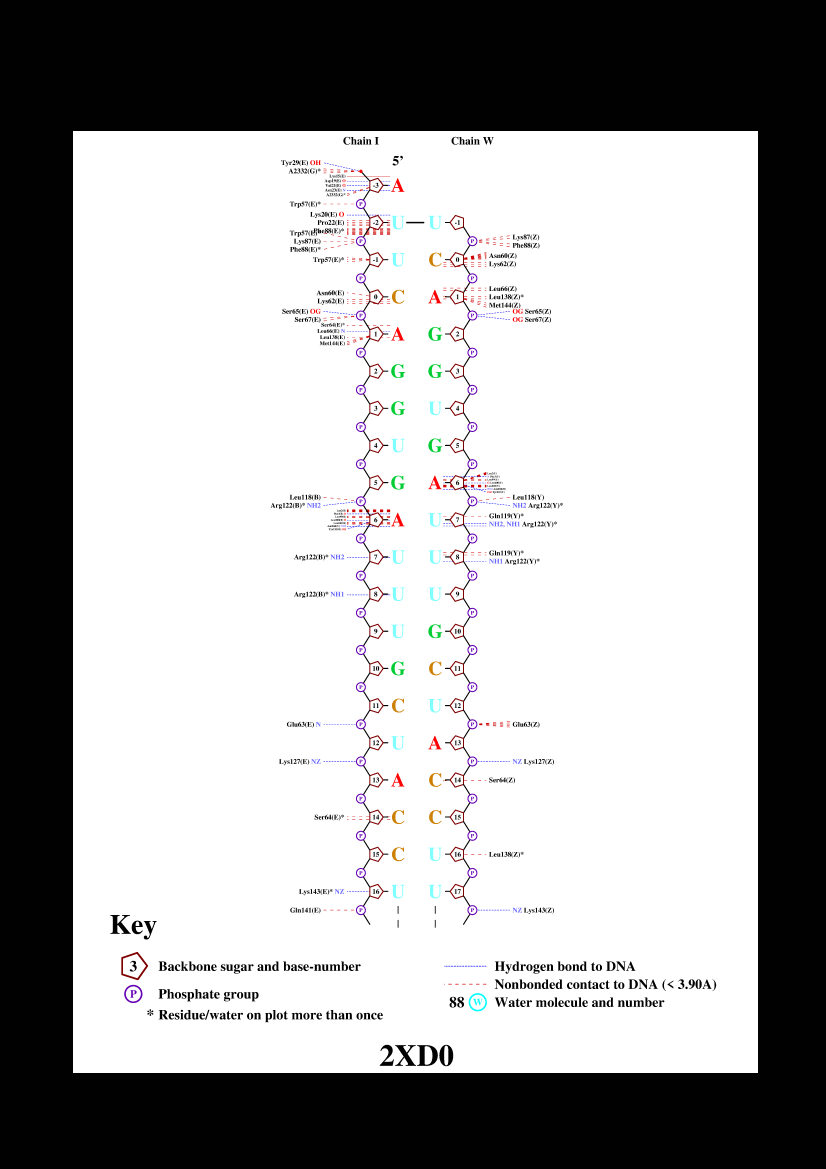 Chain I Chain W
5’
Tyr29(E) OH
A2332(G)*
-3 A
P
Trp57(E)*
Lys20(E) O
Pro22(E)
Phe88(E)*
-2 U U -1
Lys87(E)
Phe88(E)*
P P
Lys87(Z)
Phe88(Z)
Trp57(E)*
-1 U C 0
Asn60(Z)
Lys62(Z)
P P
Asn60(E)
Lys62(E)
0 C A 1
Leu66(Z)
Leu138(Z)*
Met144(Z)
Ser65(E) OG
Ser67(E)
P P
OG Ser65(Z)
OG Ser67(Z)
Ser64(E)*
Leu66(E) N
Leu138(E)
Met144(E)
1 A G 2
P P
2 G G 3
P P
3 G U 4
P P
4 U G 5
P P
5 G A 6
Leu118(B)
Arg122(B)* NH2
P P
Leu118(Y)
NH2 Arg122(Y)*
6 A U 7
Gln119(Y)*
NH2, NH1 Arg122(Y)*
P P
Arg122(B)* NH2
7 U U 8
Gln119(Y)*
NH1 Arg122(Y)*
P P
Arg122(B)* NH1
8 U U 9
P P
9 U G 10
P P
10 G C 11
P P
11 C U 12
Glu63(E) N P P Glu63(Z)
12 U A 13
Lys127(E) NZ P P NZ Lys127(Z)
13 A C 14 Ser64(Z)
P P
Ser64(E)* 14 C C 15
P P
15 C U 16 Leu138(Z)*
P P
Lys143(E)* NZ 16 U U 17
Gln141(E) P P NZ Lys143(Z)
Key
3 Backbone sugar and base-number
P Phosphate group
* Residue/water on plot more than once
Hydrogen bond to DNA
Nonbonded contact to DNA (< 3.90A)
88 W Water molecule and number
2XD0